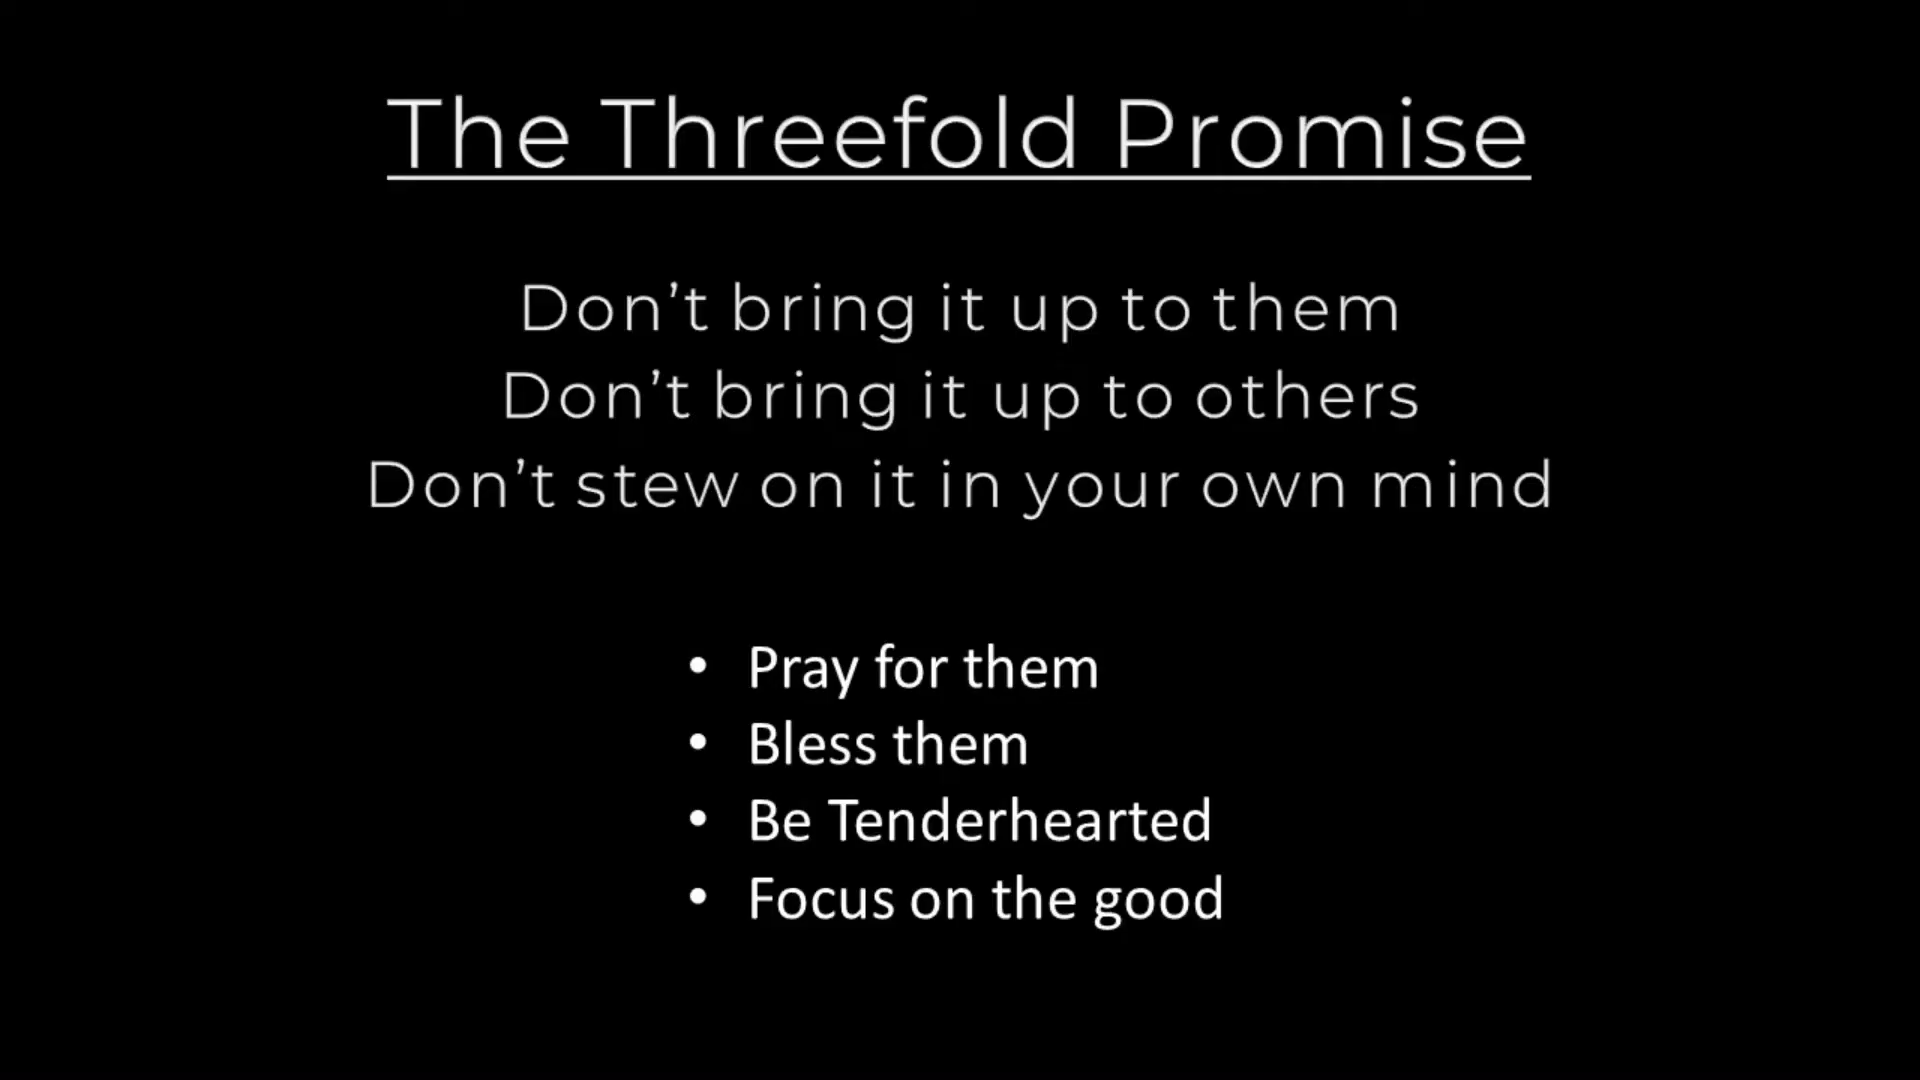 The Threefold Promise
Don’t bring it up to them
Don’t bring it up to others
Don’t stew on it in your own mind
• Pray for them
• Bless them
• Be Tenderhearted
• Focus on the good